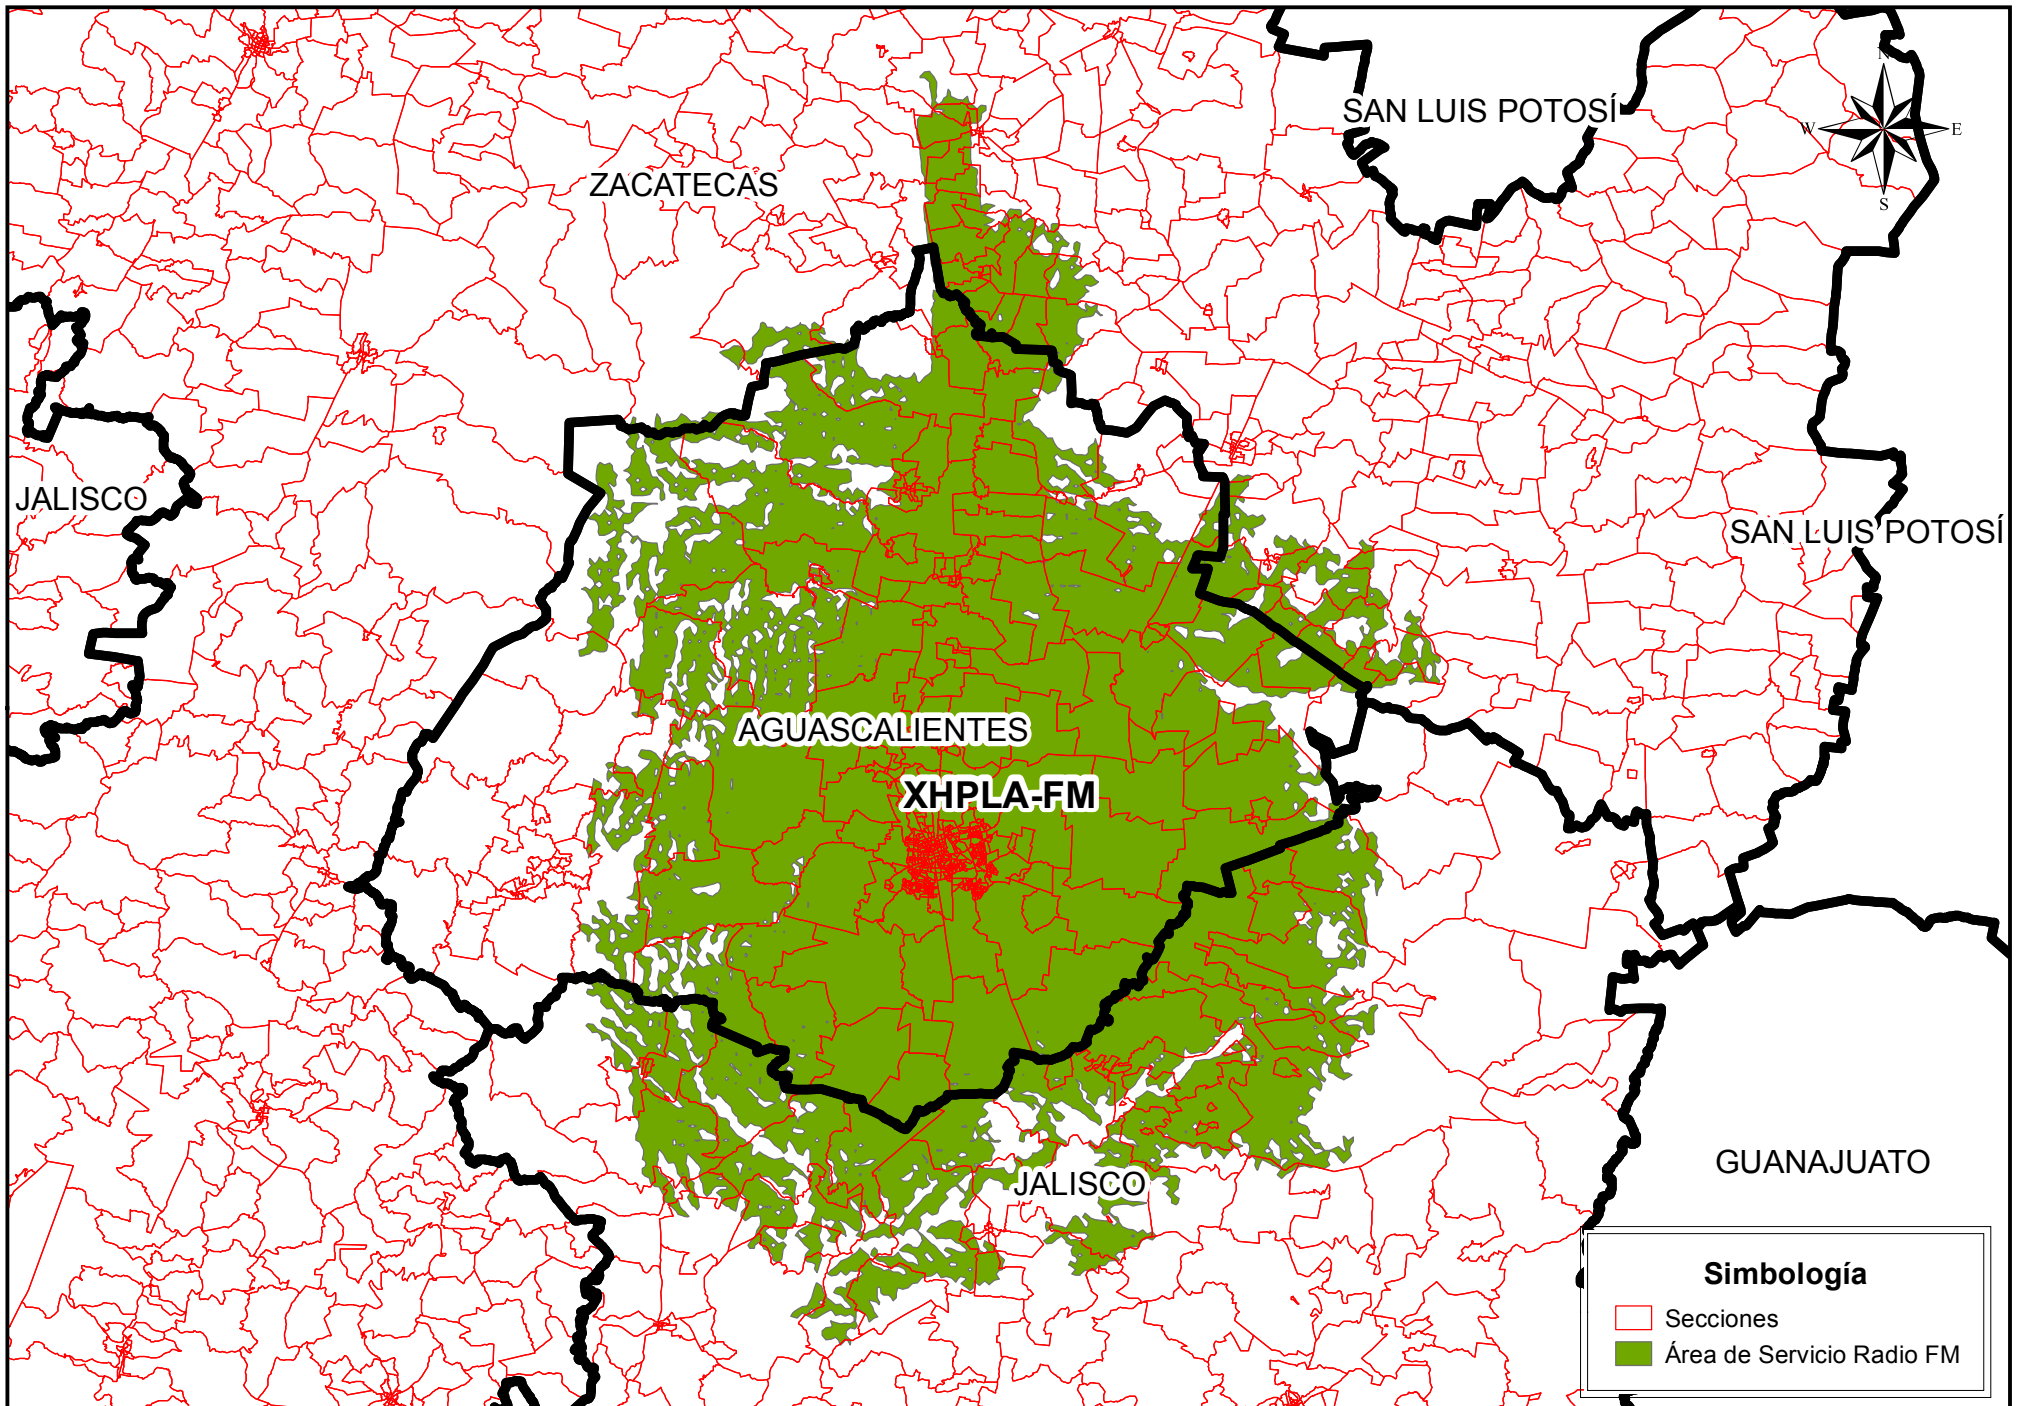 N
SAN LUIS POTOSÍ
W
E
ZACATECAS
S
JALISCO
SAN LUIS POTOSÍ
AGUASCALIENTES
XHPLA-FM
GUANAJUATO
JALISCO
Simbología
Secciones
Área de Servicio Radio FM